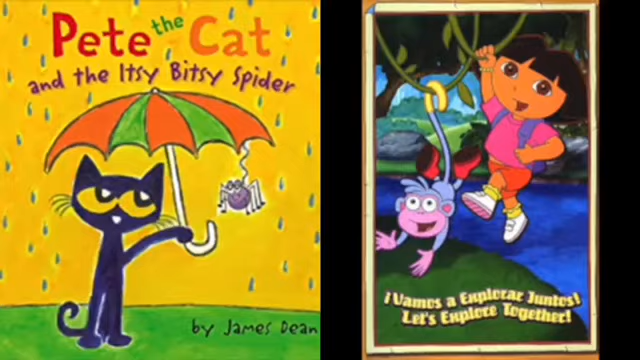 Pete the Cat
and the Itsy Bitsy Spider
by James Dean
¡Vamos a Explorar Juntos!
Let's Explore Together!